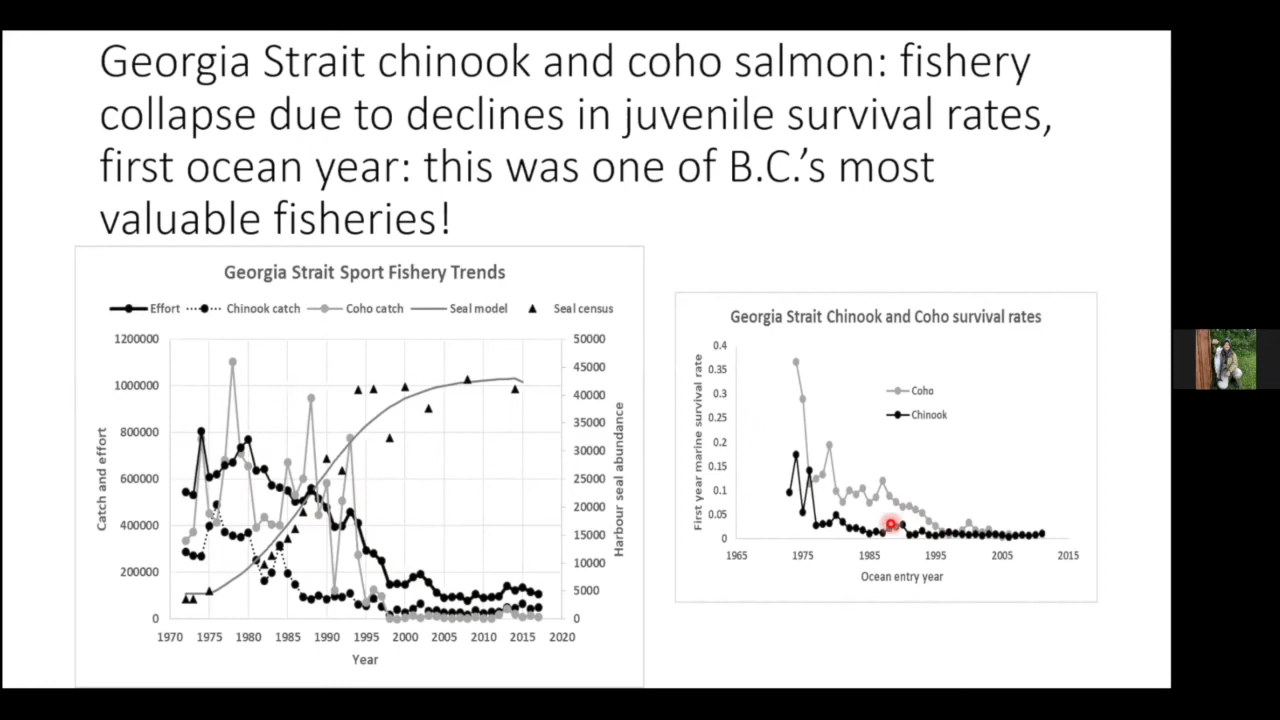 Georgia Strait chinook and coho salmon: fishery
collapse due to declines in juvenile survival rates,
first ocean year: this was one of B.C.’s most
valuable fisheries!
Georgia Strait Sport Fishery Trends
Effort Chinook catch Coho catch Seal model Seal census
Catch and effort
1200000
1000000
800000
600000
400000
200000
0
50000
45000
40000
35000
30000
25000
20000
15000
10000
5000
0
Harbour seal abundance
1970 1975 1980 1985 1990 1995 2000 2005 2010 2015 2020
Year
Georgia Strait Chinook and Coho survival rates
First year marine survival rate
0.4
0.35
0.3
0.25
0.2
0.15
0.1
0.05
0
Coho
Chinook
1965 1975 1985 1995 2005 2015
Ocean entry year